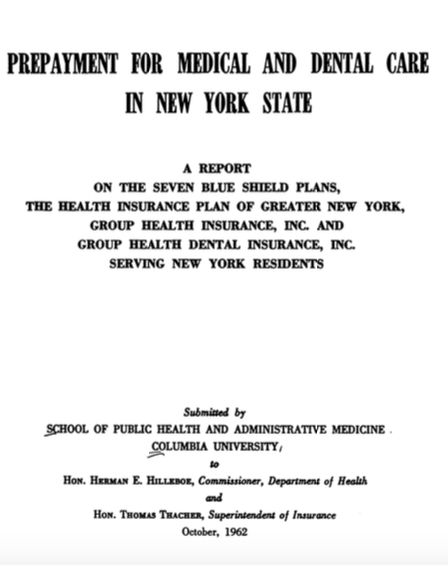 PREPAYMENT FOR MEDICAL AND DENTAL CARE
IN NEW YORK STATE
A REPORT
ON THE SEVEN BLUE SHIELD PLANS,
THE HEALTH INSURANCE PLAN OF GREATER NEW YORK,
GROUP HEALTH INSURANCE, INC. AND
GROUP HEALTH DENTAL INSURANCE, INC.
SERVING NEW YORK RESIDENTS
Submitted by
SCHOOL OF PUBLIC HEALTH AND ADMINISTRATIVE MEDICINE
COLUMBIA UNIVERSITY,
to
HON. HERMAN E. HILLEBOE, Commissioner, Department of Health
and
HON. THOMAS THACHER, Superintendent of Insurance
October, 1962